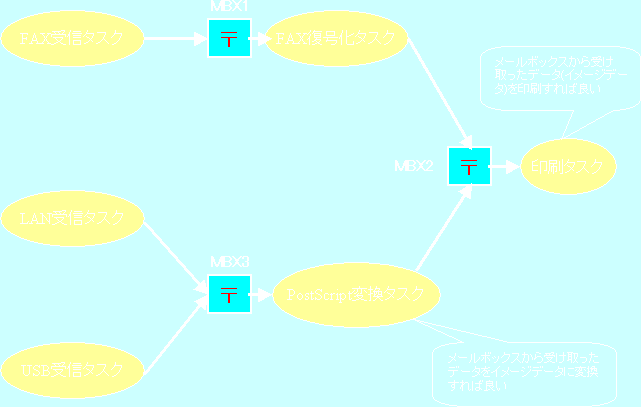 MBX1
FAX受信タスク
〒
FAX復号化タスク
メールボックスから受け
取ったデータ(イメージデー
タ)を印刷すれば良い
MBX2
〒
印刷タスク
LAN受信タスク
MBX3
〒
PostScript変換タスク
メールボックスから受け取った
データをイメージデータに変換
すれば良い
USB受信タスク